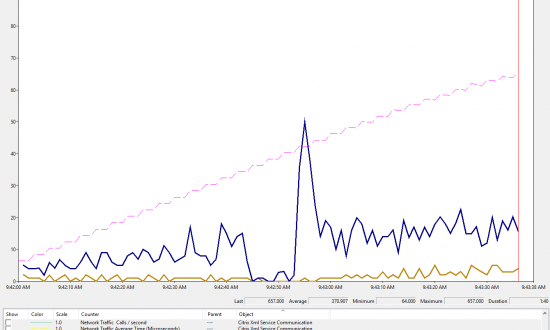 80
70
60
50
40
30
20
10
0
9:42:00 AM 9:42:10 AM 9:42:20 AM 9:42:30 AM 9:42:40 AM 9:42:50 AM 9:43:00 AM 9:43:10 AM 9:43:20 AM 9:43:30 AM 9:43:38 AM
Last 657.000 Average 370.907 Minimum 64.000 Maximum 657.000 Duration 1:40
Show Color Scale Counter Parent Object
1.0 Network Traffic: Calls / second --- Citrix Xml Service Communication
1.0 Network Traffic: Average Time (Microseconds) --- Citrix Xml Service Communication